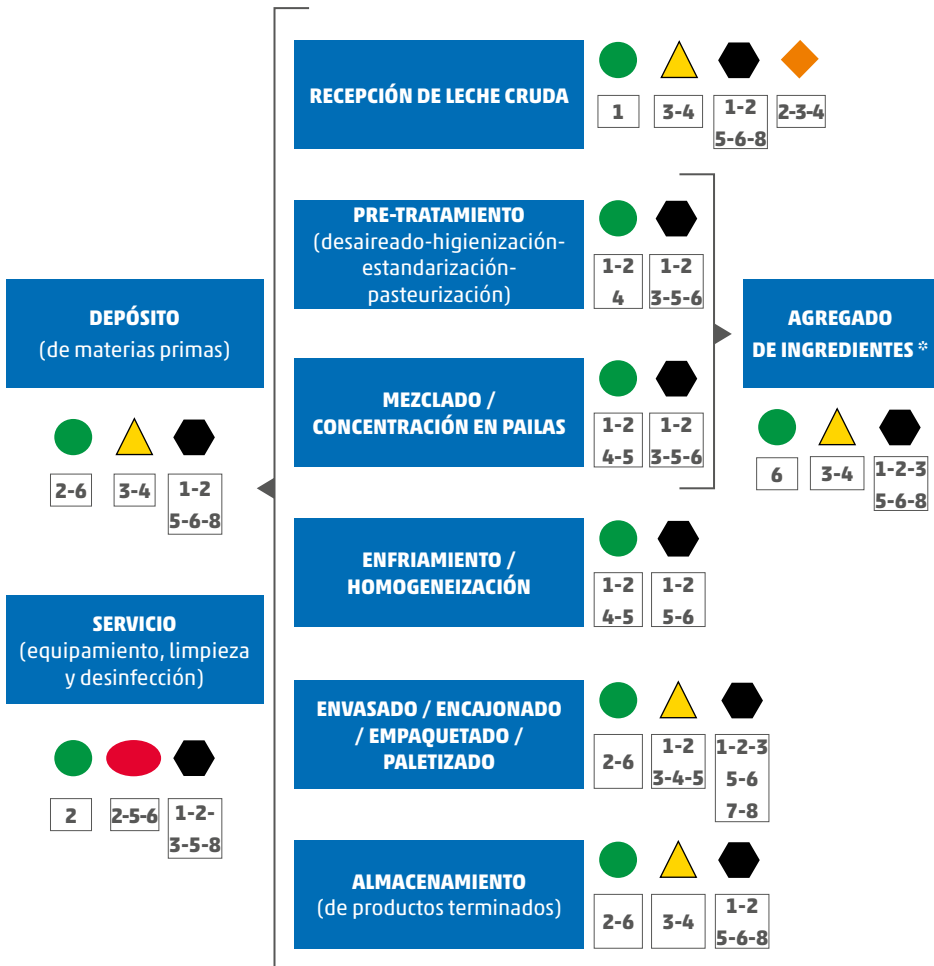 RECEPCIÓN DE LECHE CRUDA
1
3-4
1-2
5-6-8
2-3-4
PRE-TRATAMIENTO
(desaireado-higienización-
estandarización-
pasteurización)
1-2
4
1-2
3-5-6
DEPÓSITO
(de materias primas)
2-6
3-4
1-2
5-6-8
MEZCLADO /
CONCENTRACIÓN EN PAILAS
1-2
4-5
1-2
3-5-6
AGREGADO
DE INGREDIENTES *
6
3-4
1-2-3
5-6-8
ENFRIAMIENTO /
HOMOGENEIZACIÓN
1-2
4-5
1-2
5-6
SERVICIO
(equipamiento, limpieza
y desinfección)
2
2-5-6
1-2-
3-5-8
ENVASADO / ENCAJONADO
/ EMPAQUETADO /
PALETIZADO
2-6
1-2
3-4-5
1-2-3
5-6
7-8
ALMACENAMIENTO
(de productos terminados)
2-6
3-4
1-2
5-6-8